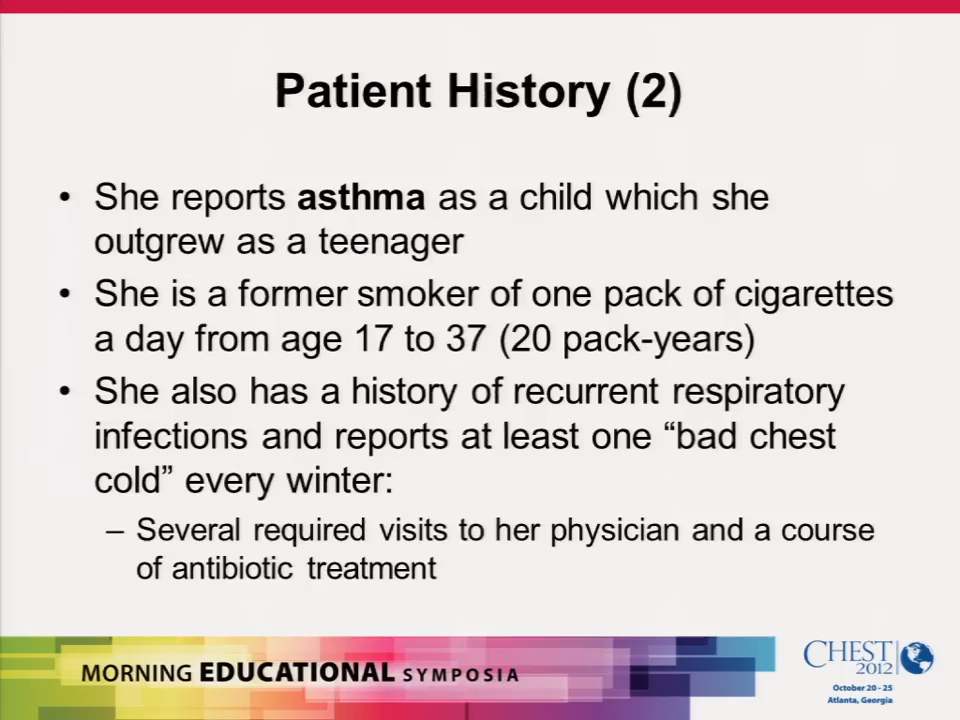 Patient History (2)
• She reports asthma as a child which she
outgrew as a teenager
• She is a former smoker of one pack of cigarettes
a day from age 17 to 37 (20 pack-years)
• She also has a history of recurrent respiratory
infections and reports at least one “bad chest
cold” every winter:
– Several required visits to her physician and a course
of antibiotic treatment
MORNING EDUCATIONAL SYMPOSIA
CHEST
2012
October 20 - 25
Atlanta, Georgia